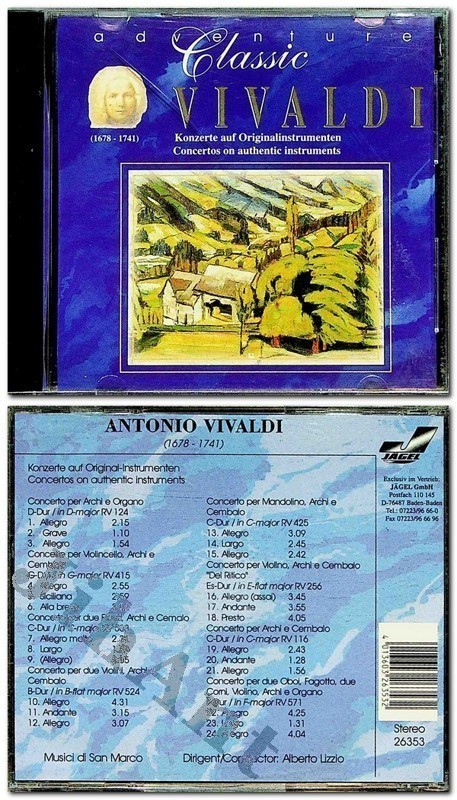 adventure
Classic
VIVALDI
(1678 - 1741)
Konzerte auf Originalinstrumenten
Concertos on authentic instruments
ANTONIO VIVALDI
(1678 - 1741)
JÄGEL
Konzerte auf Original-Instrumenten
Concertos on authentic instruments
Exclusiv im Vertrieb:
JÄGEL GmbH
Postfach 110 145
D-76487 Baden-Baden
Tel.: 07223/96 66-0
Fax: 07223/96 66 96
Concerto per Archi e Organo
D-Dur / in D-major RV 124
1. Allegro 2.15
2. Grave 1.10
3. Allegro 1.54
Concerto per Violincello, Archi e
Cembalo
G-Dur / in G-major RV 415
Allegro 2.55
Siciliano
6. Alla breve
Concerto per due Flauti, Archi e Cemalo
C-Dur / in C-major
7. Allegro molto
8. Largo
9. (Allegro)
Concerto per due Violini, Archi e
Cembalo
B-Dur / in B-flat major RV 524
10. Allegro 4.31
11. Andante 3.15
12. Allegro 3.07
Concerto per Mandolino, Archi e
Cembalo
C-Dur / in C-major RV 425
13. Allegro 3.09
14. Largo 2.45
15. Allegro 2.42
Concerto per Violino, Archi e Cembalo
"Del Ritico"
Es-Dur / in E-flat major RV 256
16. Allegro (assai) 3.45
17. Andante 3.55
18. Presto 4.05
Concerto per Archi e Cembalo
C-Dur / in C-major RV 116
19. Allegro 2.43
20. Andante 1.28
21. Allegro 1.56
Concerto per due Oboi, Fagotto, due
Corni, Violino, Archi e Organo
F-Dur / in F-major RV 571
22. Allegro 4.25
23. Largo 1.31
24. Allegro 4.04
Stereo
26353
Musici di San Marco
Dirigent/Conductor: Alberto Lizzio